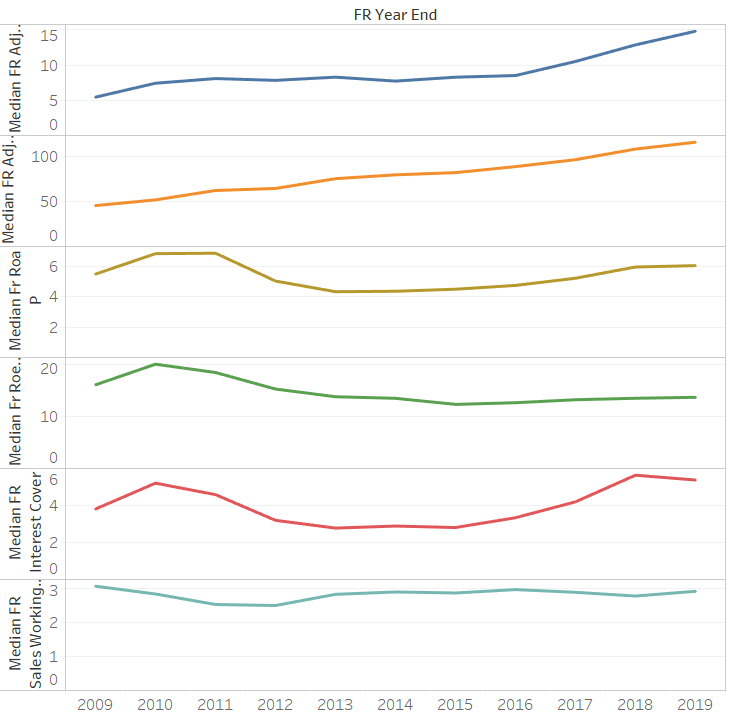 FR Year End
Median FR Adj..
15
10
5
0
Median FR Adj..
100
50
0
Median Fr Roa
P
6
4
2
Median Fr Roe..
20
10
0
Median FR
Interest Cover
6
4
2
0
Median FR
Sales Working..
3
2
1
0
2009 2010 2011 2012 2013 2014 2015 2016 2017 2018 2019